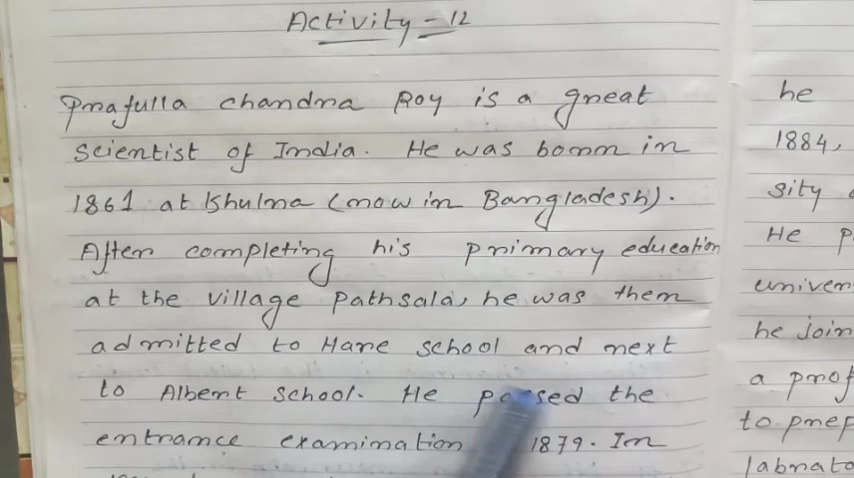 Activity - 12
Prafulla chandra Roy is a great
scientist of India. He was born in
1861 at Khulna (now in Bangladesh).
After completing his primary education
at the village Pathsala, he was then
admitted to Hare school and next
to Albert school. He passed the
entrance examination 1879. In
he
1884,
sity
He p
univer
he join
a prof
to prep
labrato